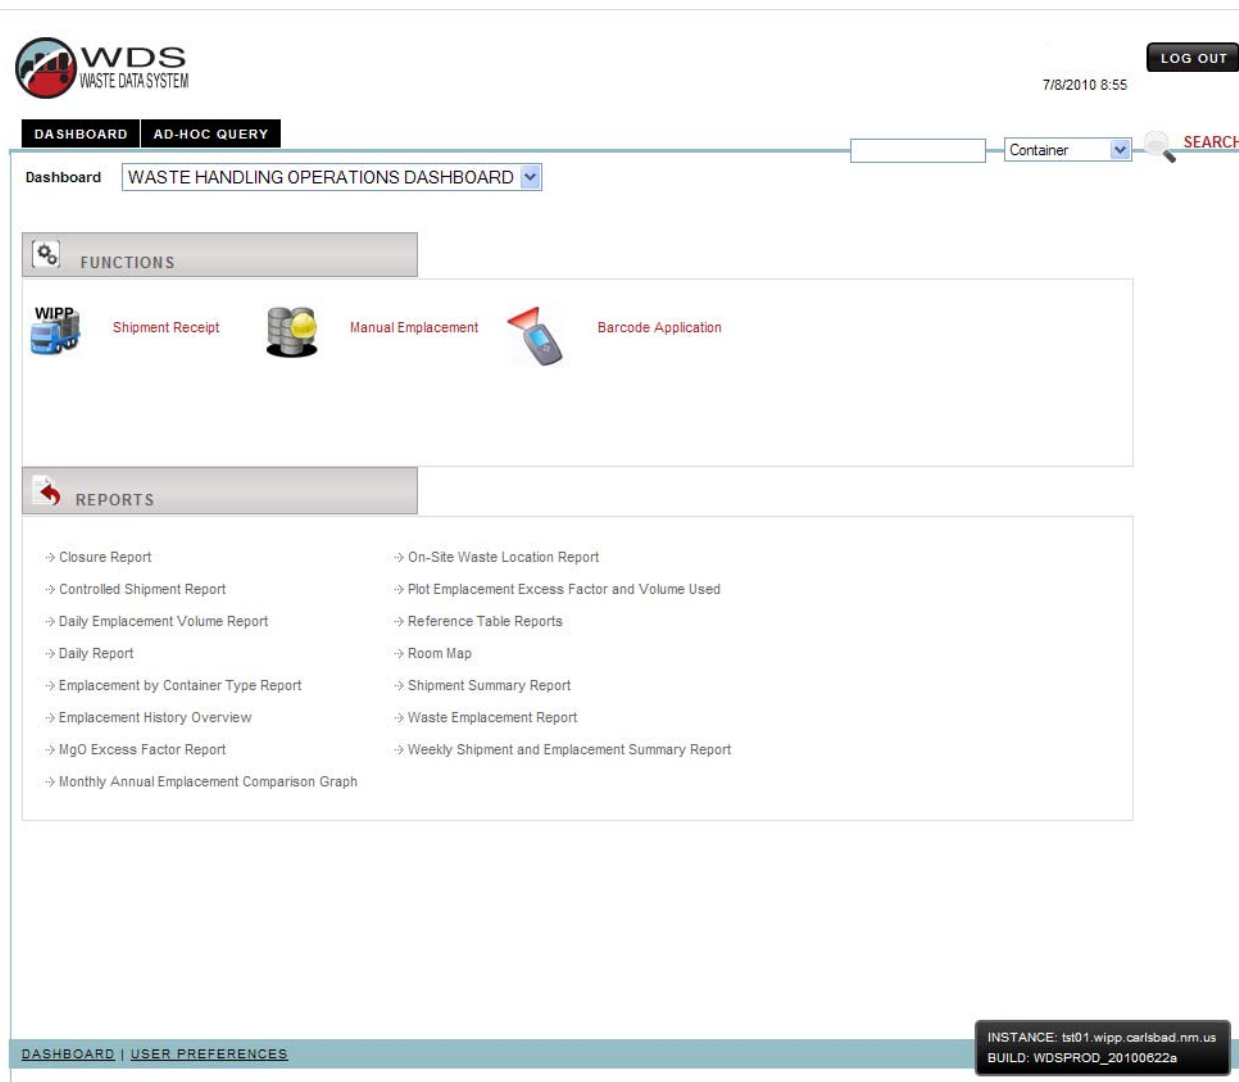 WDS
WASTE DATA SYSTEM
LOG OUT
7/8/2010 8:55
DASHBOARD AD-HOC QUERY
Container SEARCH
Dashboard WASTE HANDLING OPERATIONS DASHBOARD
FUNCTIONS
WIPP Shipment Receipt Manual Emplacement Barcode Application
REPORTS
Closure Report On-Site Waste Location Report
Controlled Shipment Report Plot Emplacement Excess Factor and Volume Used
Daily Emplacement Volume Report Reference Table Reports
Daily Report Room Map
Emplacement by Container Type Report Shipment Summary Report
Emplacement History Overview Waste Emplacement Report
MgO Excess Factor Report Weekly Shipment and Emplacement Summary Report
Monthly Annual Emplacement Comparison Graph
DASHBOARD | USER PREFERENCES
INSTANCE: tst01.wipp.carlsbad.nm.us
BUILD: WDSPROD_20100622a